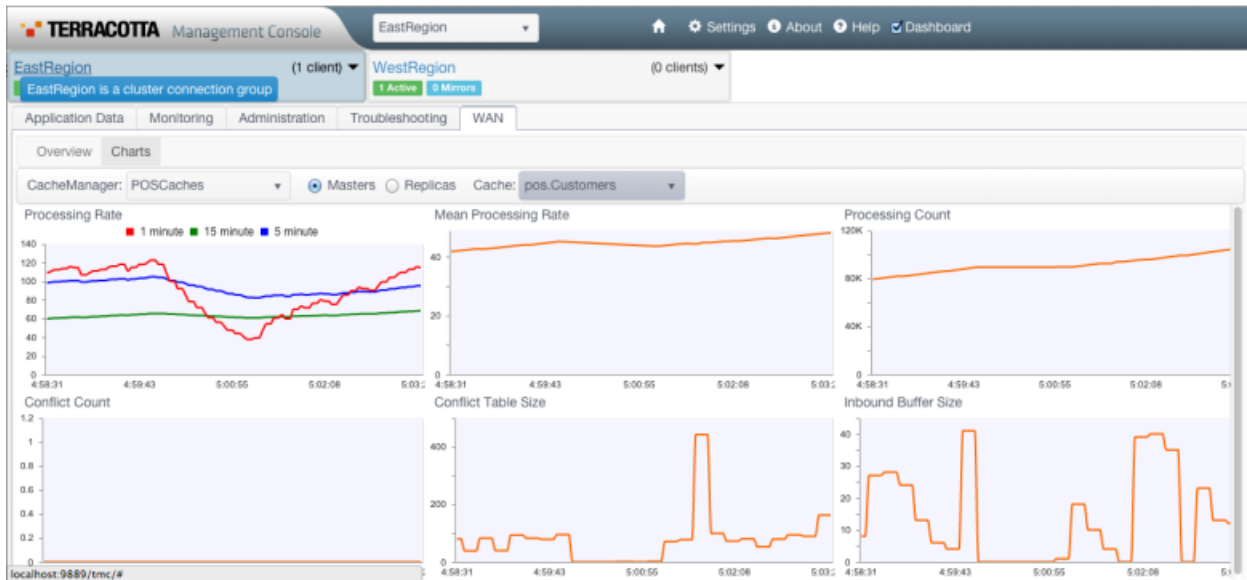 TERRACOTTA Management Console
EastRegion
Settings
About
Help
Dashboard
EastRegion (1 client)
EastRegion is a cluster connection group
WestRegion (0 clients)
1 Active 0 Mirrors
Application Data Monitoring Administration Troubleshooting WAN
Overview Charts
CacheManager: POSCaches Masters Replicas Cache: pos.Customers
Processing Rate
1 minute 15 minute 5 minute
140
120
100
80
60
40
20
0
4:58:31 4:59:43 5:00:55 5:02:08 5:03:
Mean Processing Rate
40
20
0
4:58:31 4:59:43 5:00:55 5:02:08 5:03:
Processing Count
120K
80K
40K
0
4:58:31 4:59:43 5:00:55 5:02:08
Conflict Count
1.2
1
0.8
0.6
0.4
0.2
0
Conflict Table Size
400
200
0
4:58:31 4:59:43 5:00:55 5:02:08 5:03:
Inbound Buffer Size
40
30
20
10
0
4:58:31 4:59:43 5:00:55 5:02:08
localhost:9889/tmc/#